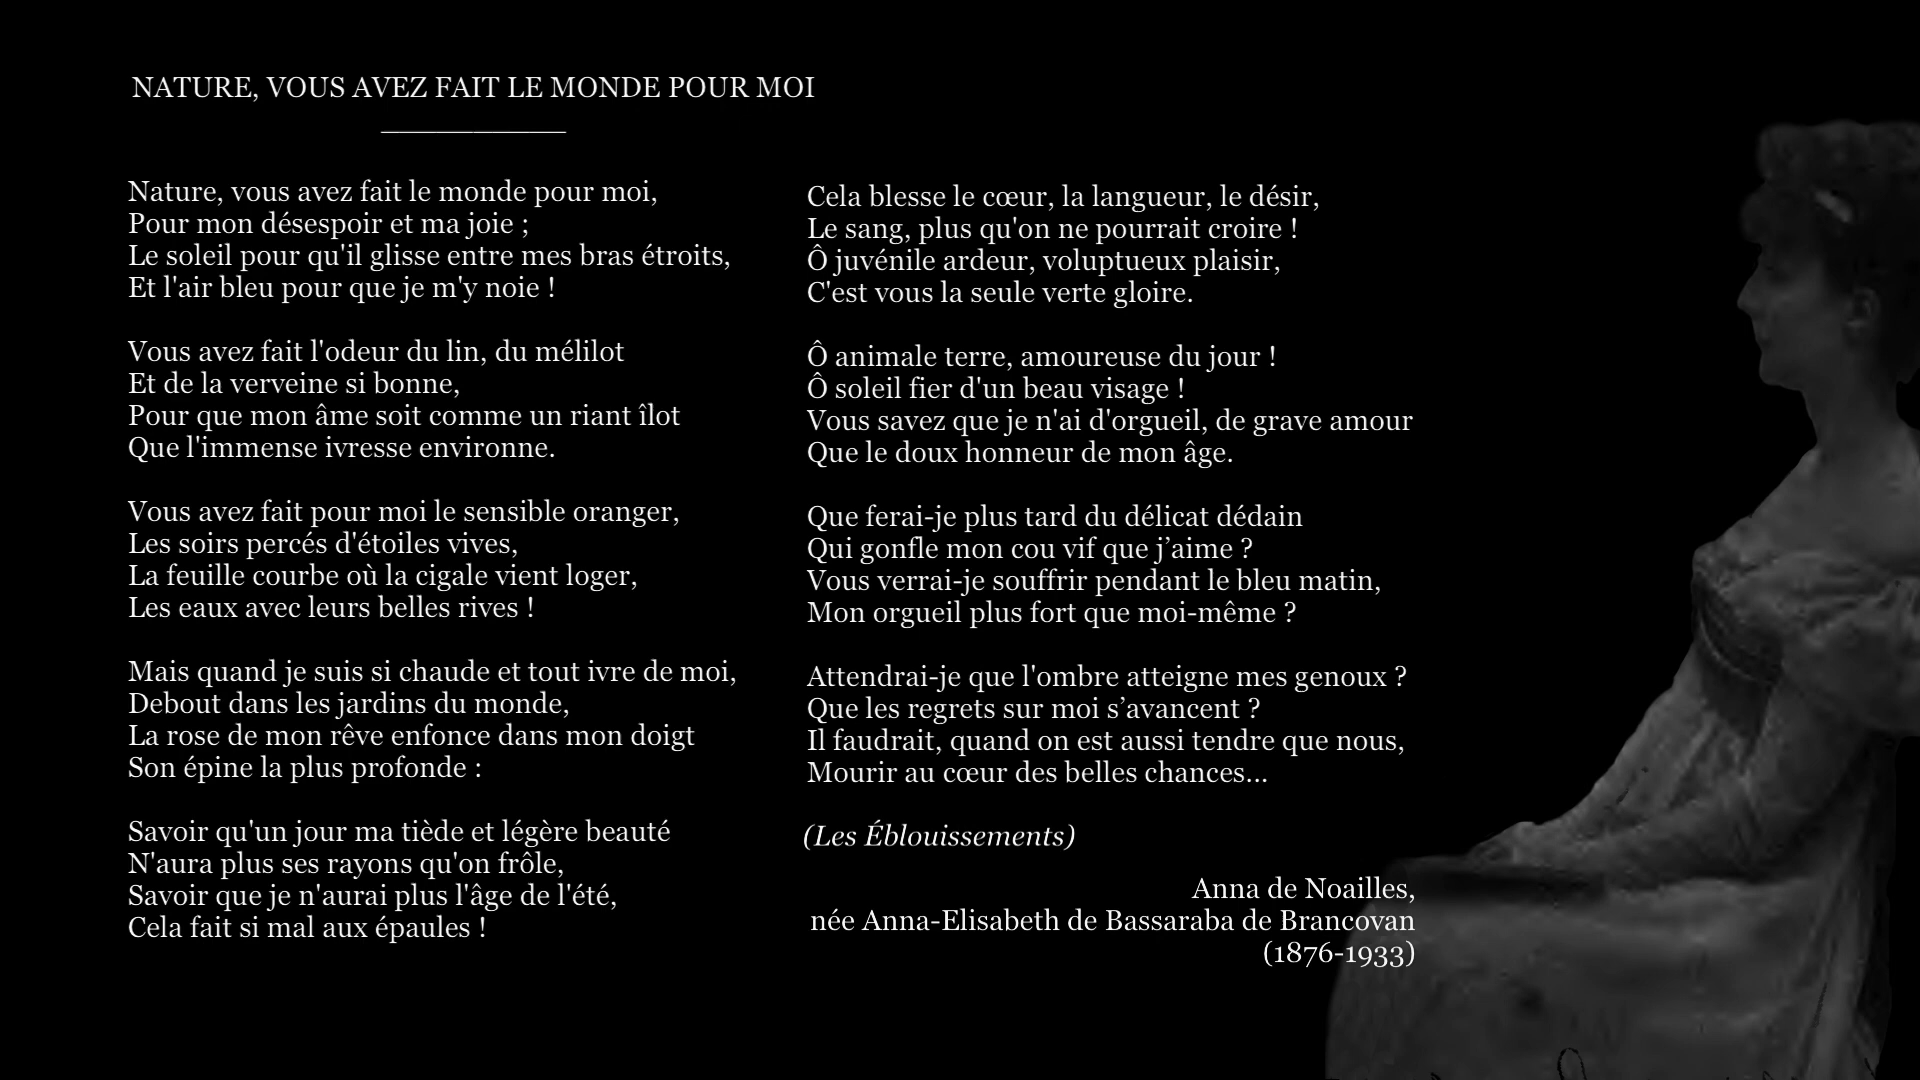 NATURE, VOUS AVEZ FAIT LE MONDE POUR MOI
Nature, vous avez fait le monde pour moi,
Pour mon désespoir et ma joie ;
Le soleil pour qu'il glisse entre mes bras étroits,
Et l'air bleu pour que je m'y noie !
Vous avez fait l'odeur du lin, du mélilot
Et de la verveine si bonne,
Pour que mon âme soit comme un riant îlot
Que l'immense ivresse environne.
Vous avez fait pour moi le sensible oranger,
Les soirs percés d'étoiles vives,
La feuille courbe où la cigale vient loger,
Les eaux avec leurs belles rives !
Mais quand je suis si chaude et tout ivre de moi,
Debout dans les jardins du monde,
La rose de mon rêve enfonce dans mon doigt
Son épine la plus profonde :
Savoir qu'un jour ma tiède et légère beauté
N'aura plus ses rayons qu'on frôle,
Savoir que je n'aurai plus l'âge de l'été,
Cela fait si mal aux épaules !
Cela blesse le cœur, la langueur, le désir,
Le sang, plus qu'on ne pourrait croire !
Ô juvénile ardeur, voluptueux plaisir,
C'est vous la seule verte gloire.
Ô animale terre, amoureuse du jour !
Ô soleil fier d'un beau visage !
Vous savez que je n'ai d'orgueil, de grave amour
Que le doux honneur de mon âge.
Que ferai-je plus tard du délicat dédain
Qui gonfle mon cou vif que j’aime ?
Vous verrai-je souffrir pendant le bleu matin,
Mon orgueil plus fort que moi-même ?
Attendrai-je que l'ombre atteigne mes genoux ?
Que les regrets sur moi s’avancent ?
Il faudrait, quand on est aussi tendre que nous,
Mourir au cœur des belles chances...
(Les Éblouissements)
Anna de Noailles,
née Anna-Elisabeth de Bassaraba de Brancovan
(1876-1933)